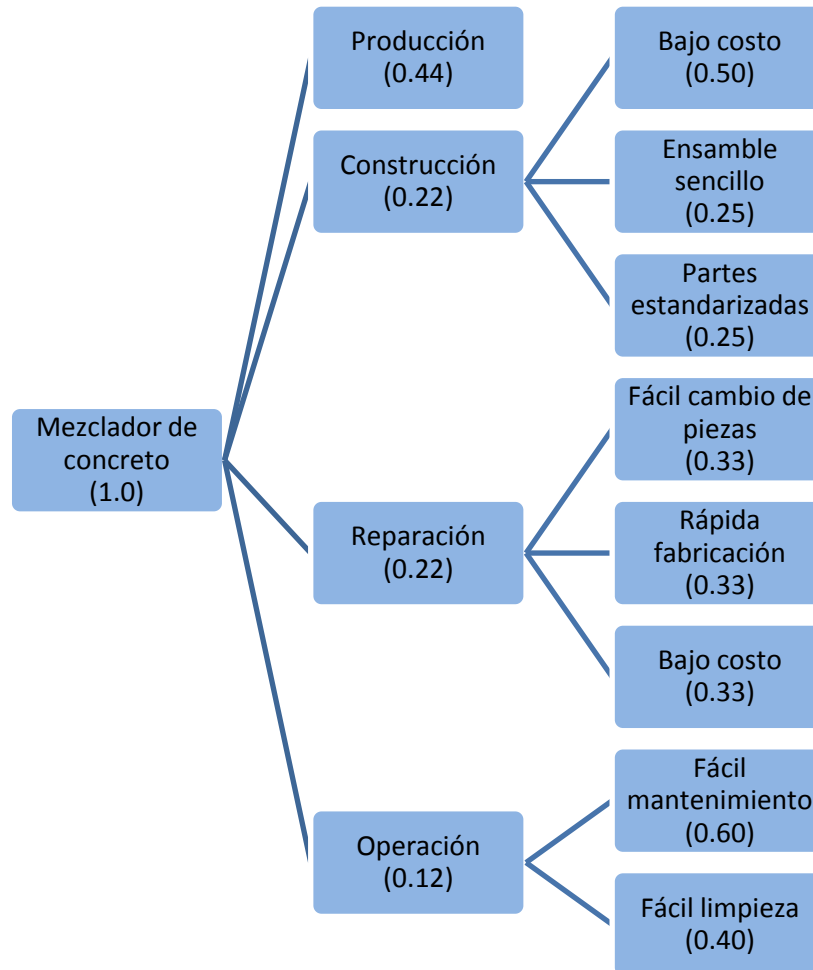 Mezclador de
concreto
(1.0)
Producción
(0.44)
Construcción
(0.22)
Bajo costo
(0.50)
Ensamble
sencillo
(0.25)
Partes
estandarizadas
(0.25)
Reparación
(0.22)
Fácil cambio de
piezas
(0.33)
Rápida
fabricación
(0.33)
Bajo costo
(0.33)
Operación
(0.12)
Fácil
mantenimiento
(0.60)
Fácil limpieza
(0.40)